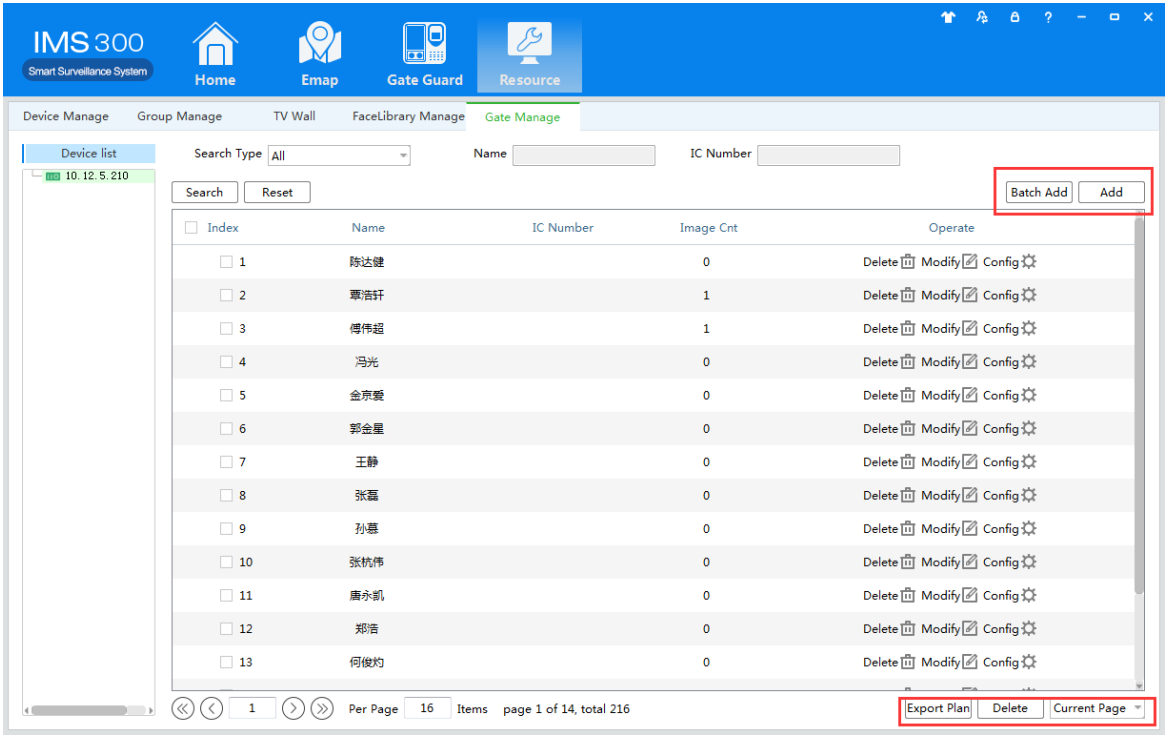 IMS 300
Smart Surveillance System
Home
Emap
Gate Guard
Resource
?
Device Manage Group Manage TV Wall FaceLibrary Manage Gate Manage
Device list
10. 12. 5. 210
Search Type All Name IC Number
Search Reset Batch Add Add
Index Name IC Number Image Cnt Operate
1 陈达健 0 Delete Modify Config
2 覃浩轩 1 Delete Modify Config
3 傅伟超 1 Delete Modify Config
4 冯光 0 Delete Modify Config
5 金京爱 0 Delete Modify Config
6 郭金星 0 Delete Modify Config
7 王静 0 Delete Modify Config
8 张磊 0 Delete Modify Config
9 孙慕 0 Delete Modify Config
10 张杭伟 0 Delete Modify Config
11 唐永凯 0 Delete Modify Config
12 郑浩 0 Delete Modify Config
13 何俊灼 0 Delete Modify Config
1 Per Page 16 Items page 1 of 14, total 216 Export Plan Delete Current Page